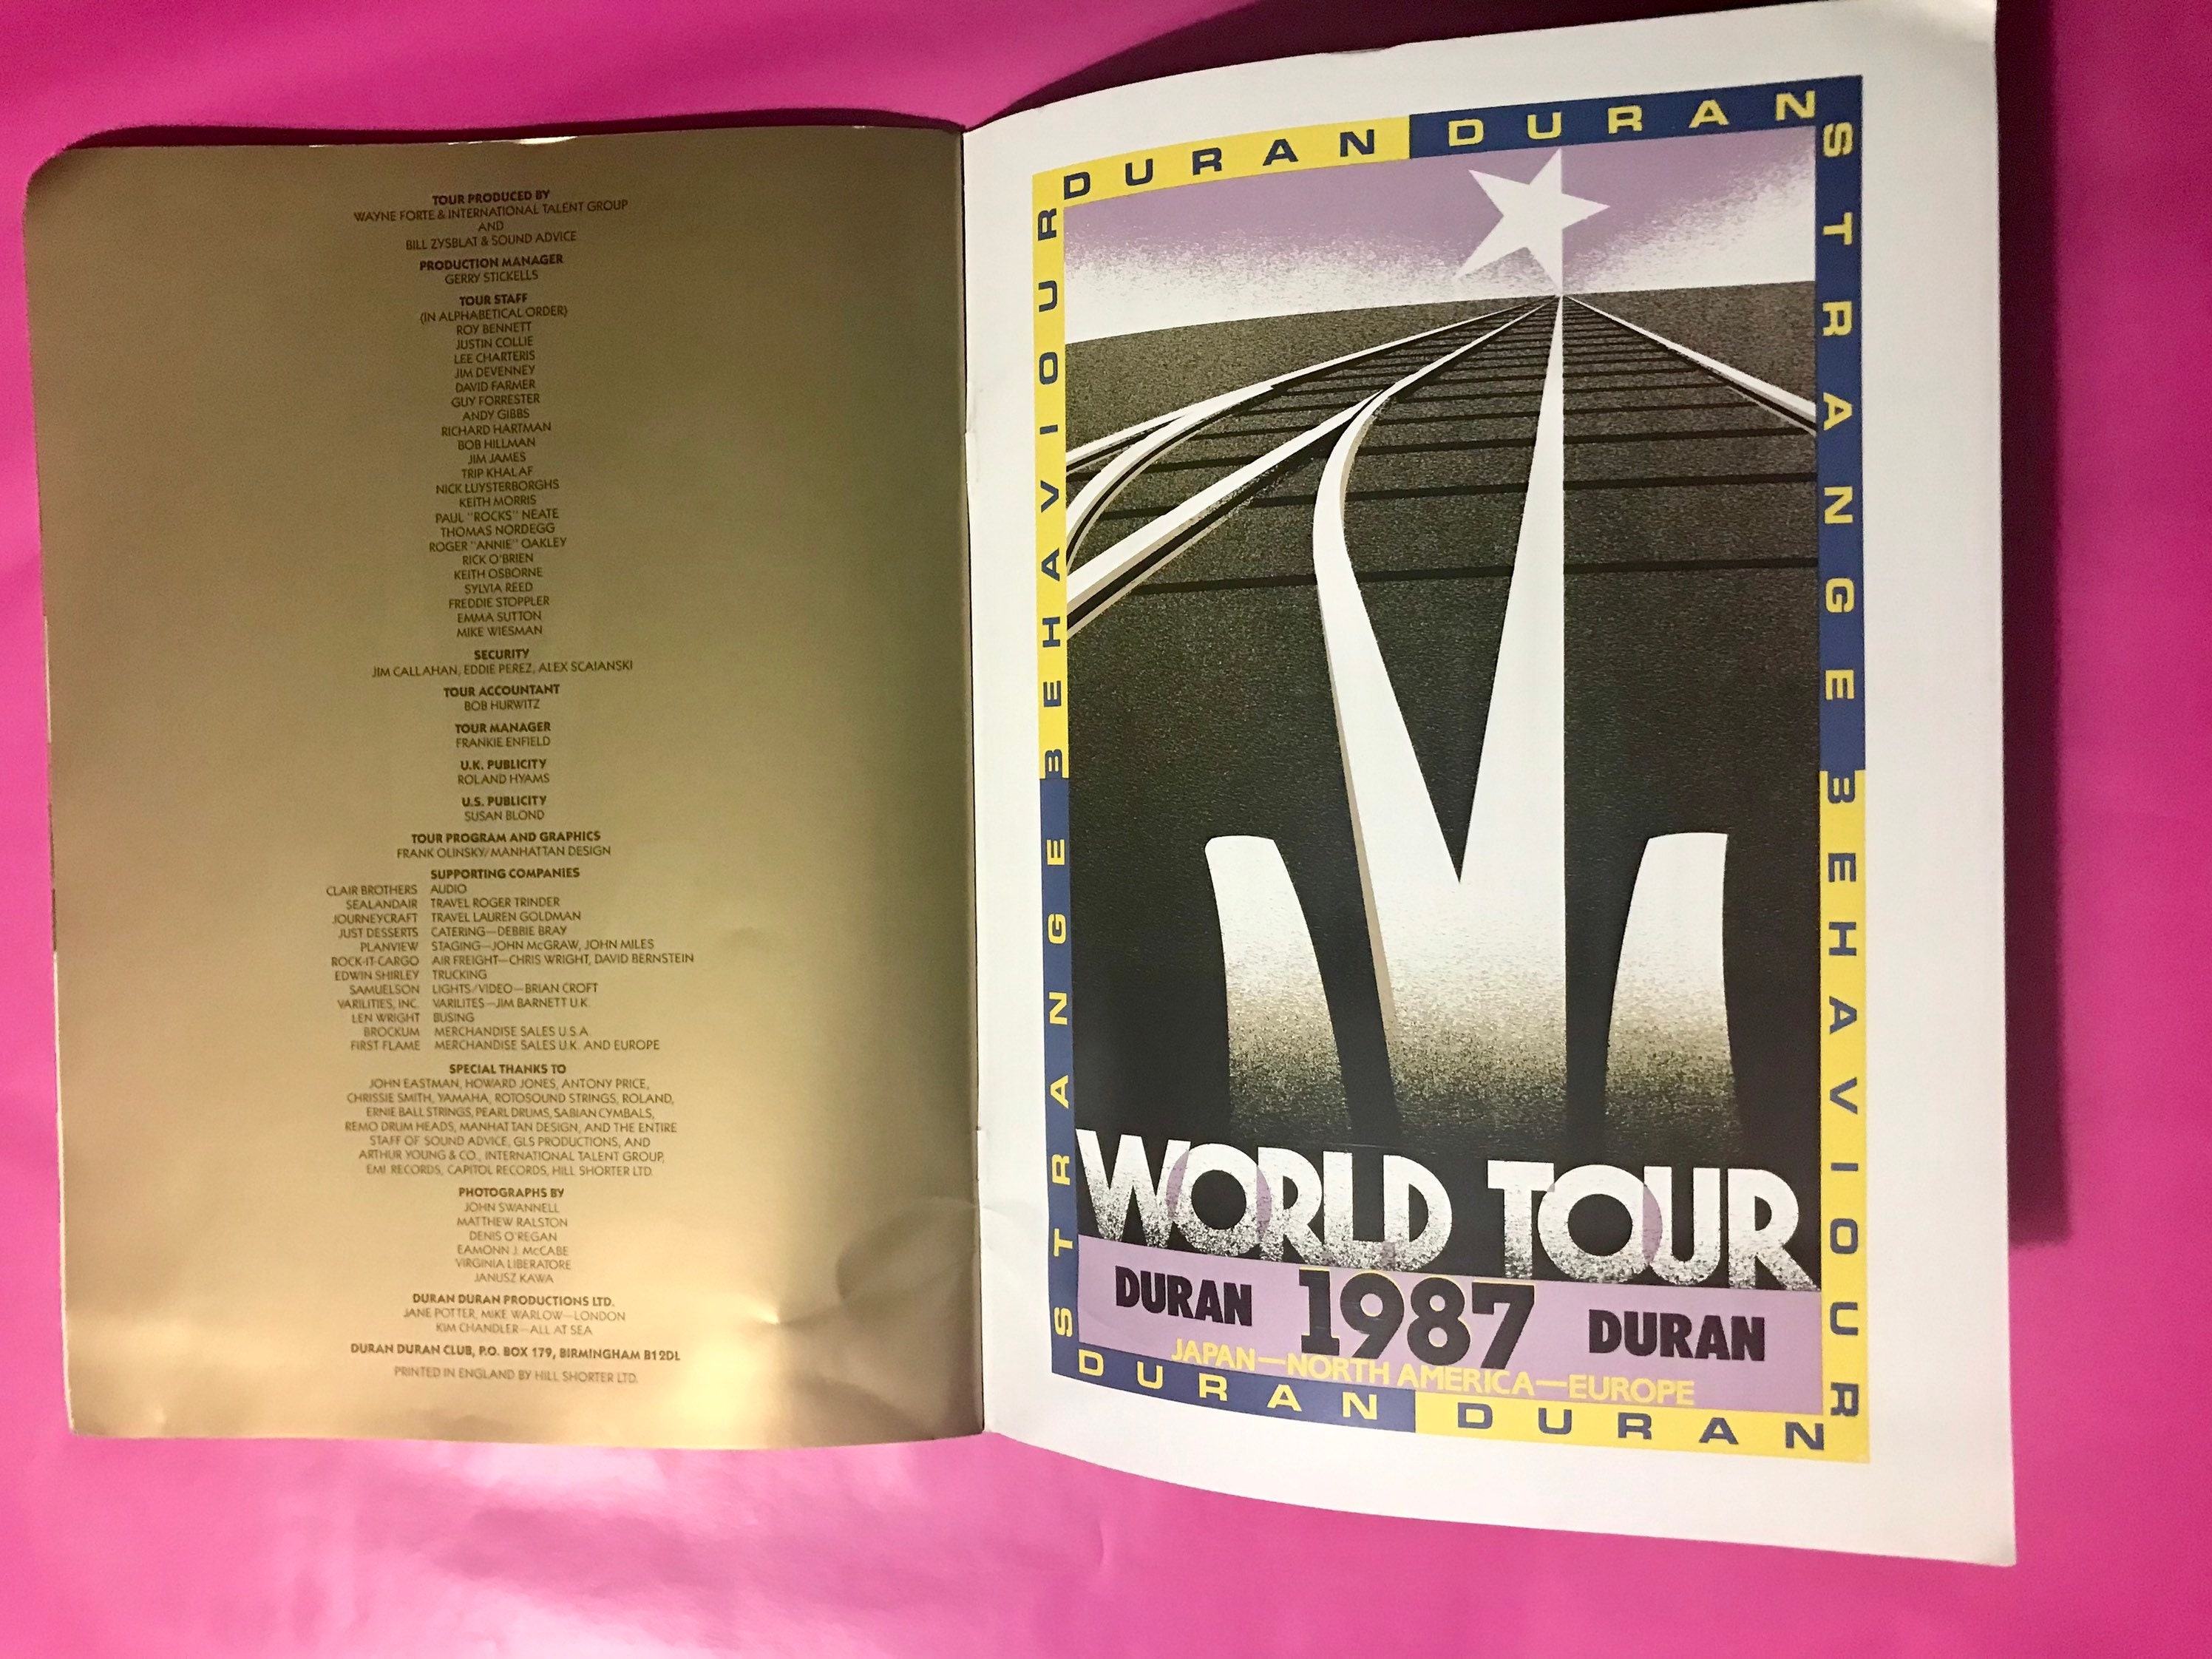 TOUR PRODUCED BY
WAYNE FORTE & INTERNATIONAL TALENT GROUP
AND
BILL ZYSBLAT & SOUND ADVICE
PRODUCTION MANAGER
GERRY STICKELLS
TOUR STAFF
(IN ALPHABETICAL ORDER)
ROY BENNETT
JUSTIN COLLIE
LEE CHARTERIS
JIM DEVENNEY
DAVID FARMER
GUY FORRESTER
ANDY GIBBS
RICHARD HARTMAN
BOB HILLMAN
JIM JAMES
TRIP KHALAF
NICK LUYSTERBORGHS
KEITH MORRIS
PAUL "ROCKS" NEATE
THOMAS NORDEGG
ROGER "ANNIE" OAKLEY
RICK O'BRIEN
KEITH OSBORNE
SYLVIA REED
FREDDIE STOPPLER
EMMA SUTTON
MIKE WIESMAN
SECURITY
JIM CALLAHAN, EDDIE PEREZ, ALEX SCAIANSKI
TOUR ACCOUNTANT
BOB HURWITZ
TOUR MANAGER
FRANKIE ENFIELD
U.K. PUBLICITY
ROLAND HYAMS
U.S. PUBLICITY
SUSAN BLOND
TOUR PROGRAM AND GRAPHICS
FRANK OLINSKY/MANHATTAN DESIGN
SUPPORTING COMPANIES
CLAIR BROTHERS AUDIO
SEALANDAIR TRAVEL ROGER TRINDER
JOURNEYCRAFT TRAVEL LAUREN GOLDMAN
JUST DESSERTS CATERING—DEBBIE BRAY
PLANVIEW STAGING—JOHN McGRAW, JOHN MILES
ROCK-IT-CARGO AIR FREIGHT—CHRIS WRIGHT, DAVID BERNSTEIN
EDWIN SHIRLEY TRUCKING
SAMUELSON LIGHTS/VIDEO—BRIAN CROFT
VARILITIES, INC. VARILITES—JIM BARNETT U.K.
LEN WRIGHT BUSING
BROCKUM MERCHANDISE SALES U.S.A.
FIRST FLAME MERCHANDISE SALES U.K. AND EUROPE
SPECIAL THANKS TO
JOHN EASTMAN, HOWARD JONES, ANTONY PRICE,
CHRISSIE SMITH, YAMAHA, ROTOSOUND STRINGS, ROLAND,
ERNIE BALL STRINGS, PEARL DRUMS, SABIAN CYMBALS,
REMO DRUM HEADS, MANHATTAN DESIGN, AND THE ENTIRE
STAFF OF SOUND ADVICE, GLS PRODUCTIONS, AND
ARTHUR YOUNG & CO., INTERNATIONAL TALENT GROUP,
EMI RECORDS, CAPITOL RECORDS, HILL SHORTER LTD.
PHOTOGRAPHS BY
JOHN SWANNELL
MATTHEW RALSTON
DENIS O'REGAN
EAMONN J. McCABE
VIRGINIA LIBERATORE
JANUSZ KAWA
DURAN DURAN PRODUCTIONS LTD.
JANE POTTER, MIKE WARLOW—LONDON
KIM CHANDLER—ALL AT SEA
DURAN DURAN CLUB, P.O. BOX 179, BIRMINGHAM B1 2DL
PRINTED IN ENGLAND BY HILL SHORTER LTD.
DURAN DURAN
STRANGE BEHAVIOUR
STRANGE BEHAVIOUR
WORLD TOUR
DURAN 1987 DURAN
JAPAN—NORTH AMERICA—EUROPE
DURAN DURAN